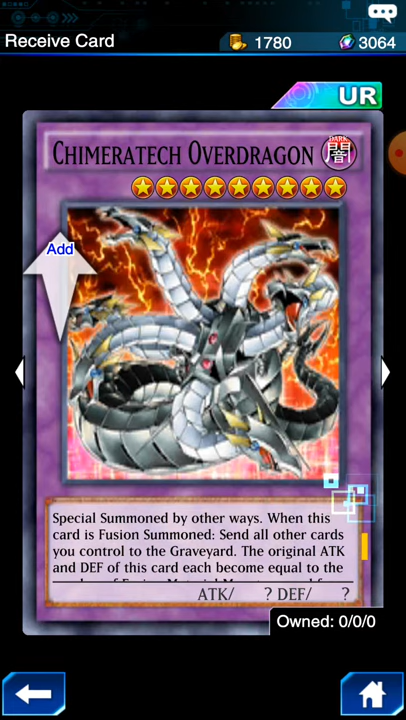 Receive Card
1780
3064
UR
CHIMERATECH OVERDRAGON
DARK
闇
Add
Special Summoned by other ways. When this
card is Fusion Summoned: Send all other cards
you control to the Graveyard. The original ATK
and DEF of this card each become equal to the
ATK/ ? DEF/ ?
Owned: 0/0/0